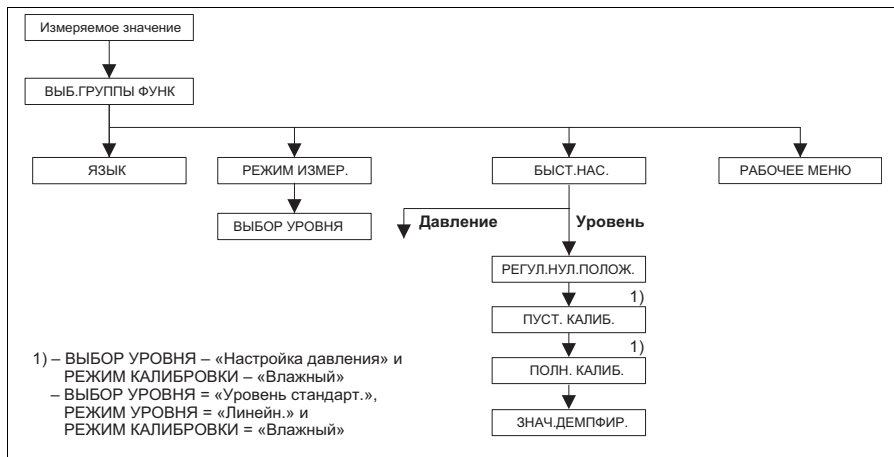 Измеряемое значение
ВЫБ.ГРУППЫ ФУНК
ЯЗЫК
РЕЖИМ ИЗМЕР.
БЫСТ.НАС.
РАБОЧЕЕ МЕНЮ
ВЫБОР УРОВНЯ
Давление
Уровень
РЕГУЛ.НУЛ.ПОЛОЖ.
1)
ПУСТ. КАЛИБ.
1)
ПОЛН. КАЛИБ.
ЗНАЧ.ДЕМПФИР.
1) – ВЫБОР УРОВНЯ – «Настройка давления» и
РЕЖИМ КАЛИБРОВКИ – «Влажный»
– ВЫБОР УРОВНЯ = «Уровень стандарт.»,
РЕЖИМ УРОВНЯ = «Линейн.» и
РЕЖИМ КАЛИБРОВКИ = «Влажный»